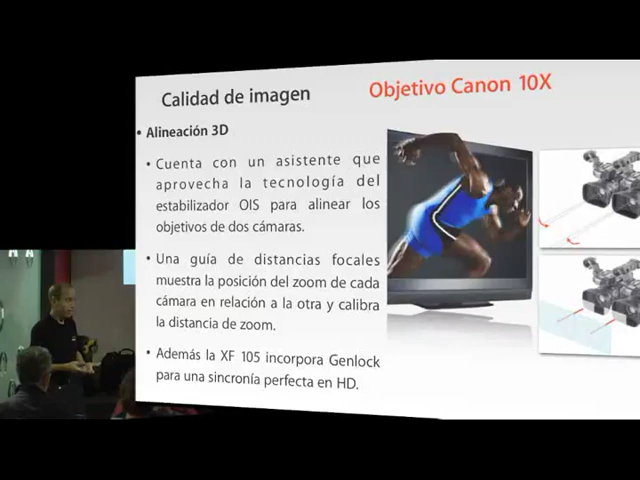 Calidad de imagen
Objetivo Canon 10X
• Alineación 3D
• Cuenta con un asistente que
aprovecha la tecnología del
estabilizador OIS para alinear los
objetivos de dos cámaras.
• Una guía de distancias focales
muestra la posición del zoom de cada
cámara en relación a la otra y calibra
la distancia de zoom.
• Además la XF 105 incorpora Genlock
para una sincronía perfecta en HD.